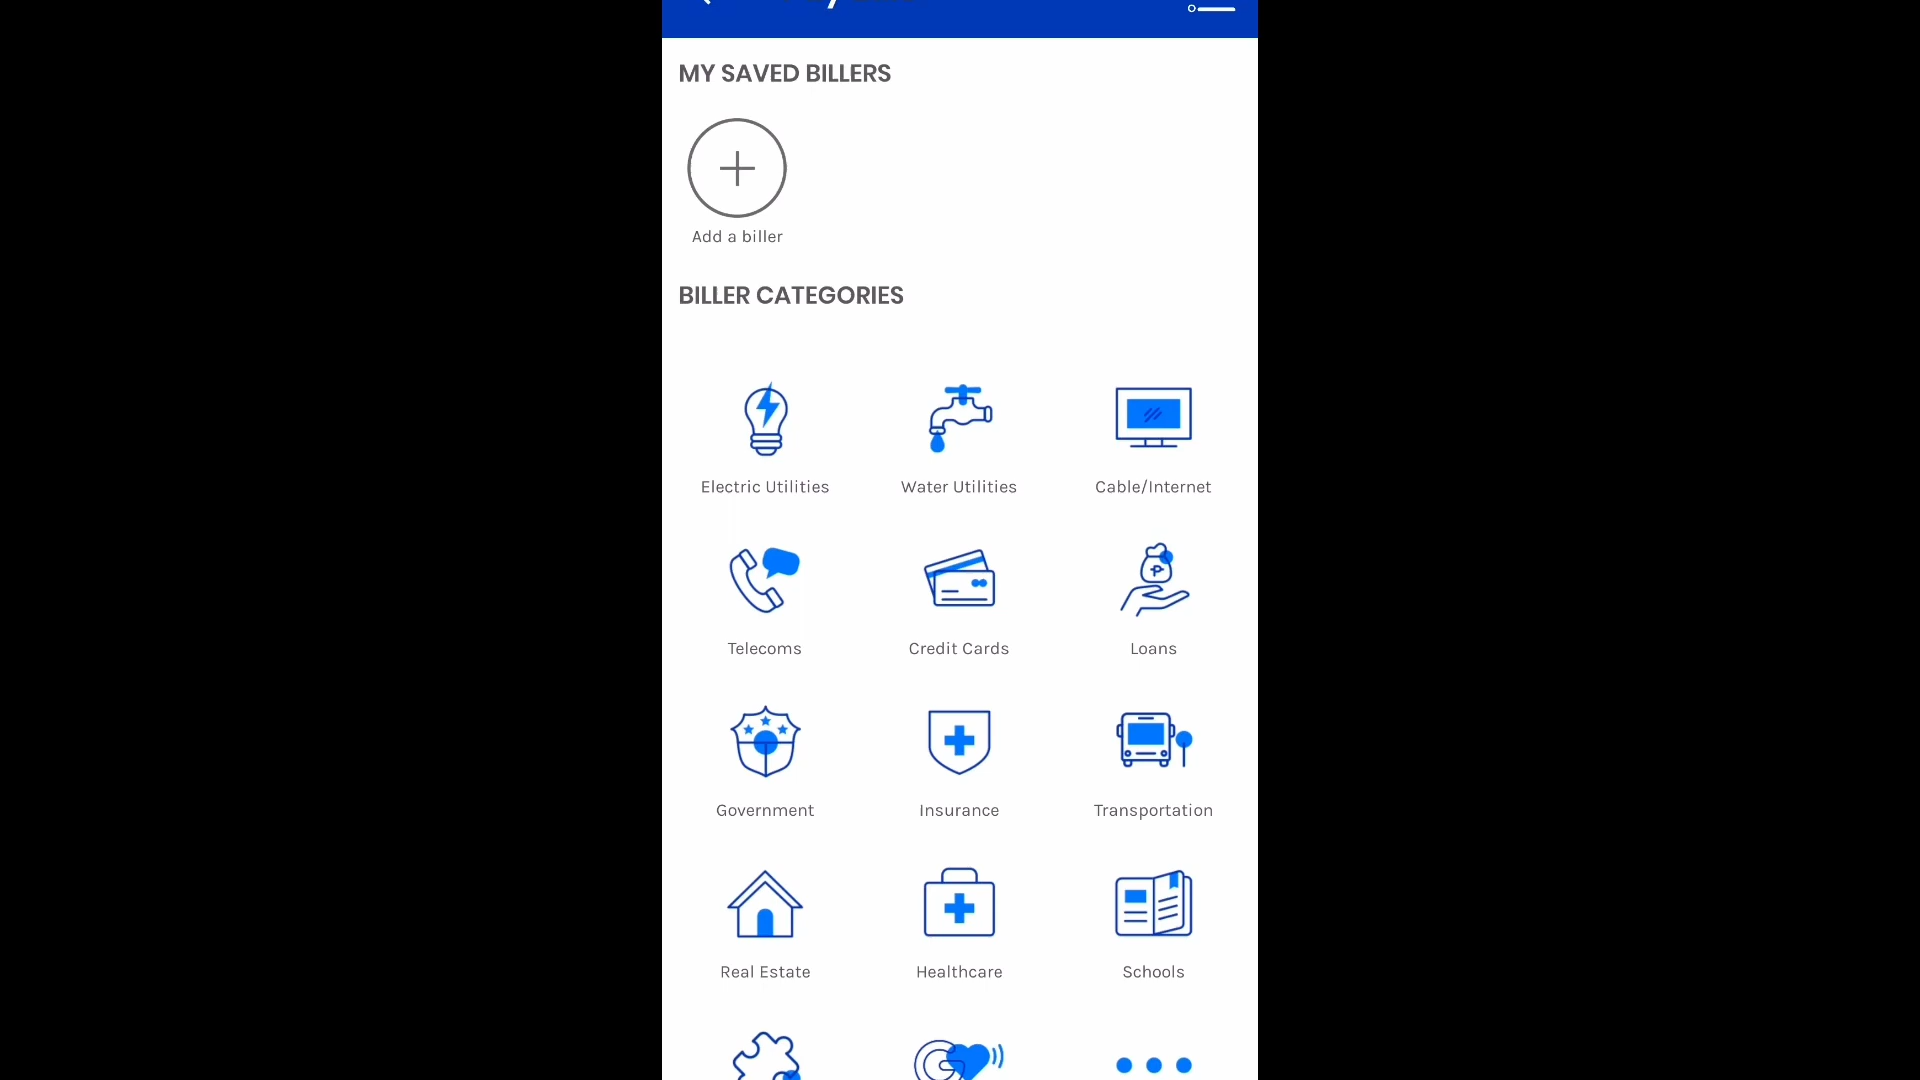 MY SAVED BILLERS
Add a biller
BILLER CATEGORIES
Electric Utilities
Water Utilities
Cable/Internet
Telecoms
Credit Cards
Loans
Government
Insurance
Transportation
Real Estate
Healthcare
Schools